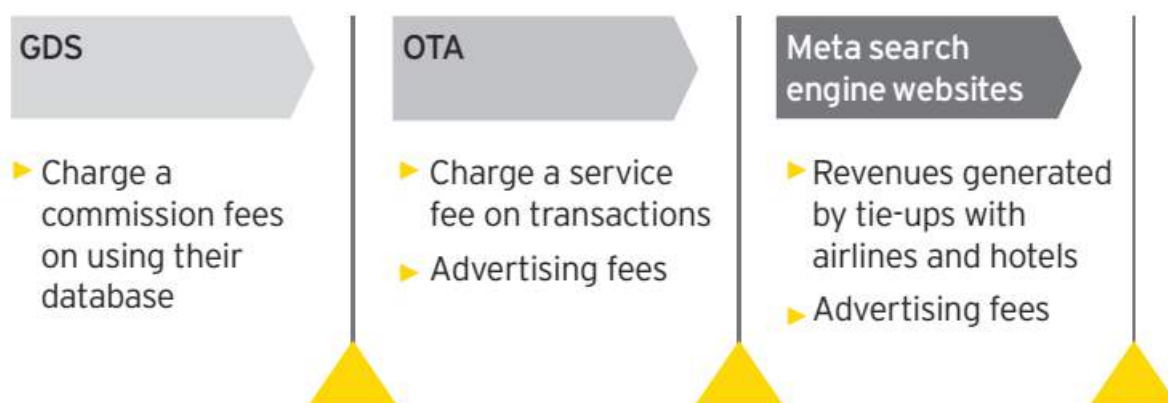 GDS
Charge a
commission fees
on using their
database
OTA
Charge a service
fee on transactions
Advertising fees
Meta search
engine websites
Revenues generated
by tie-ups with
airlines and hotels
Advertising fees